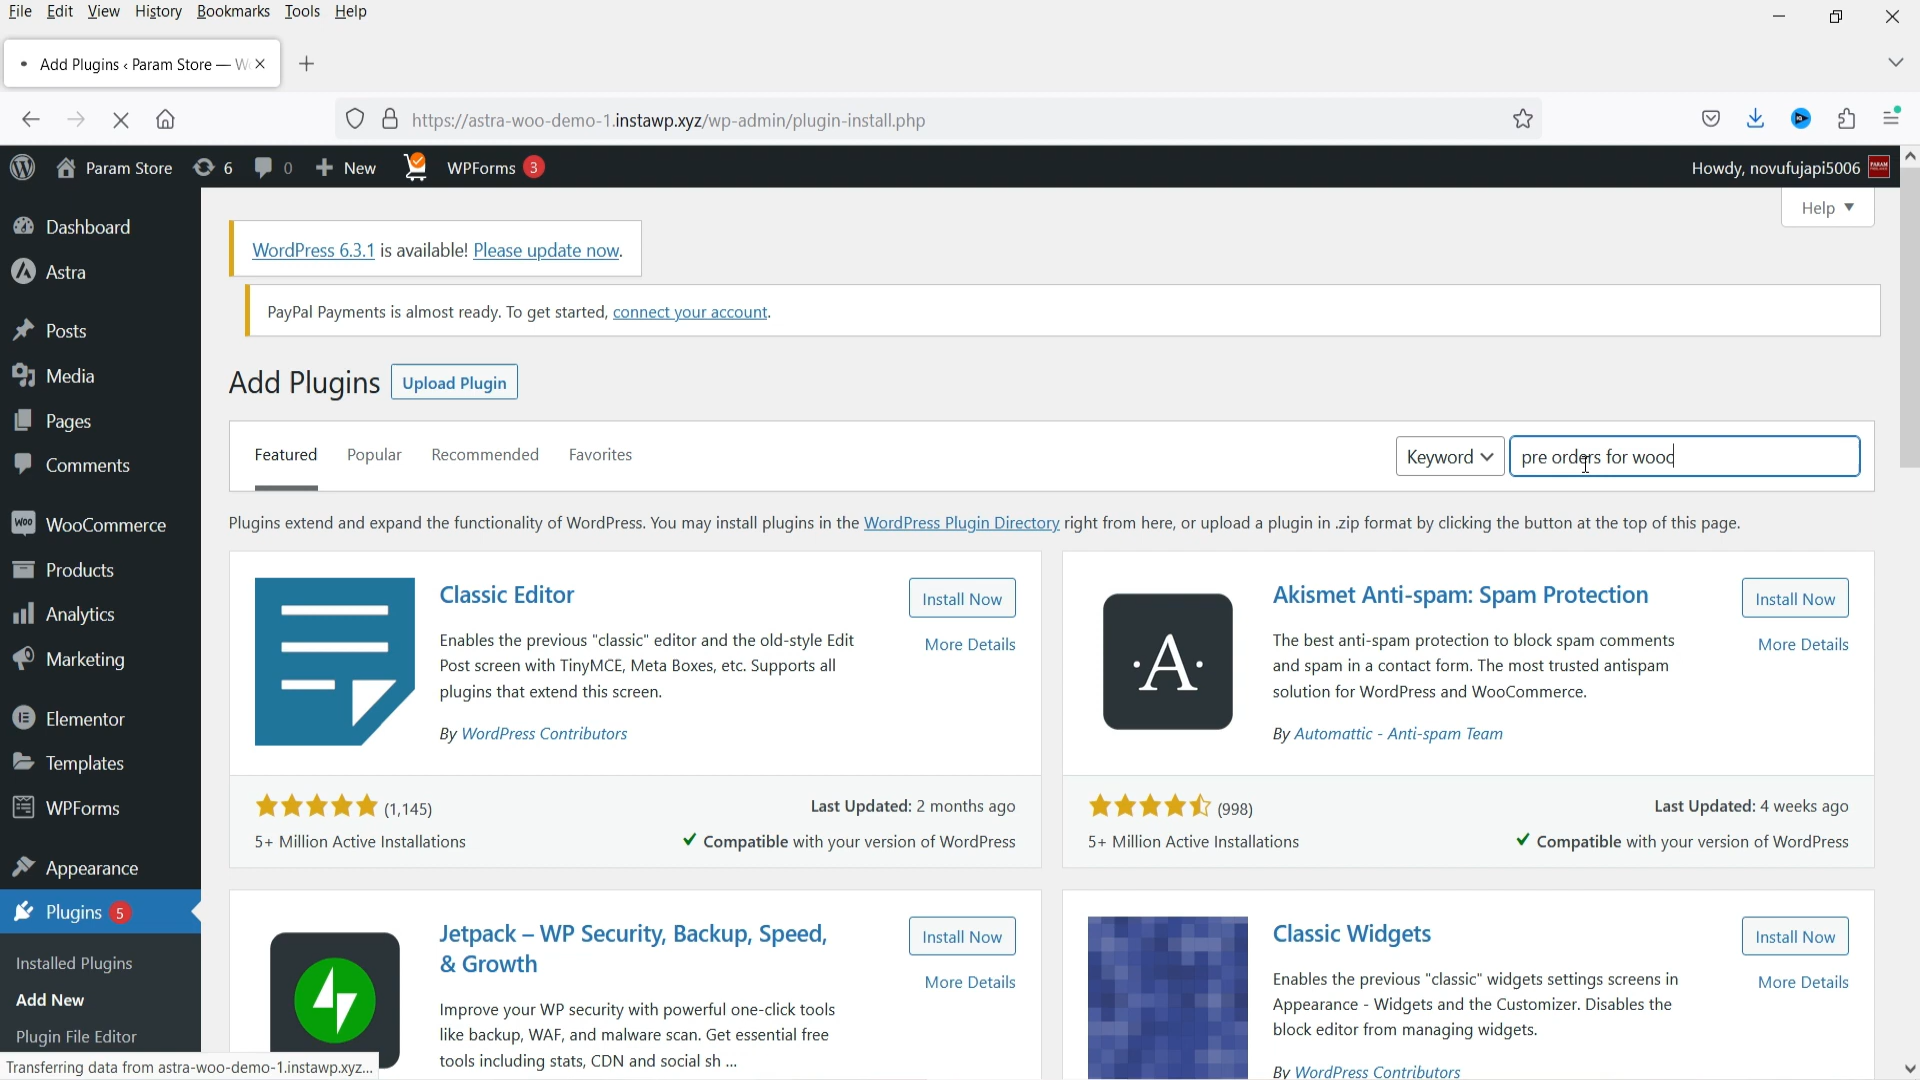 File Edit View History Bookmarks Tools Help
Add Plugins ‹ Param Store — W
https://astra-woo-demo-1.instawp.xyz/wp-admin/plugin-install.php
Param Store 6 0 New WPForms 3 Howdy, novufujapi5006
Help
Dashboard
Astra
Posts
Media
Pages
Comments
WooCommerce
Products
Analytics
Marketing
Elementor
Templates
WPForms
Appearance
Plugins 5
Installed Plugins
Add New
Plugin File Editor
WordPress 6.3.1 is available! Please update now.
PayPal Payments is almost ready. To get started, connect your account.
Add Plugins Upload Plugin
Featured Popular Recommended Favorites Keyword pre orders for wooc
Plugins extend and expand the functionality of WordPress. You may install plugins in the WordPress Plugin Directory right from here, or upload a plugin in .zip format by clicking the button at the top of this page.
Classic Editor
Install Now
More Details
Enables the previous "classic" editor and the old-style Edit
Post screen with TinyMCE, Meta Boxes, etc. Supports all
plugins that extend this screen.
By WordPress Contributors
(1,145)
Last Updated: 2 months ago
5+ Million Active Installations
Compatible with your version of WordPress
·A·
Akismet Anti-spam: Spam Protection
Install Now
More Details
The best anti-spam protection to block spam comments
and spam in a contact form. The most trusted antispam
solution for WordPress and WooCommerce.
By Automattic - Anti-spam Team
(998)
Last Updated: 4 weeks ago
5+ Million Active Installations
Compatible with your version of WordPress
Jetpack – WP Security, Backup, Speed,
& Growth
Install Now
More Details
Improve your WP security with powerful one-click tools
like backup, WAF, and malware scan. Get essential free
tools including stats, CDN and social sh ...
Classic Widgets
Install Now
More Details
Enables the previous "classic" widgets settings screens in
Appearance - Widgets and the Customizer. Disables the
block editor from managing widgets.
By WordPress Contributors
Transferring data from astra-woo-demo-1.instawp.xyz...